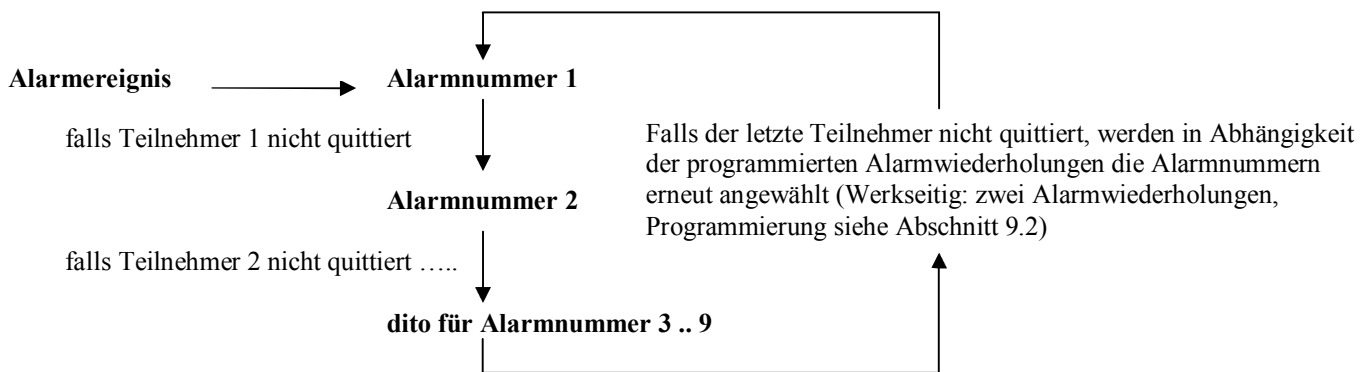 Alarmereignis
Alarmnummer 1
falls Teilnehmer 1 nicht quittiert
Alarmnummer 2
falls Teilnehmer 2 nicht quittiert …..
dito für Alarmnummer 3 .. 9
Falls der letzte Teilnehmer nicht quittiert, werden in Abhängigkeit
der programmierten Alarmwiederholungen die Alarmnummern
erneut angewählt (Werkseitig: zwei Alarmwiederholungen,
Programmierung siehe Abschnitt 9.2)